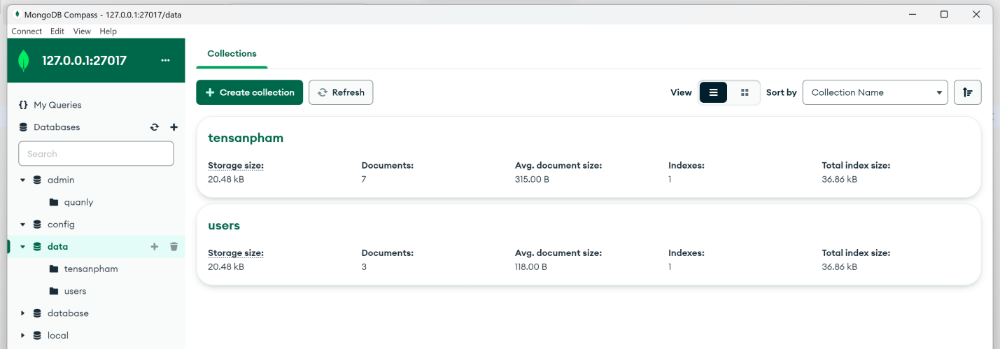 MongoDB Compass - 127.0.0.1:27017/data
Connect Edit View Help
127.0.0.1:27017 ...
{} My Queries
Databases
Search
admin
quanly
config
data
tensanpham
users
database
local
Collections
+ Create collection Refresh
View Sort by Collection Name
tensanpham
Storage size: Documents: Avg. document size: Indexes: Total index size:
20.48 kB 7 315.00 B 1 36.86 kB
users
Storage size: Documents: Avg. document size: Indexes: Total index size:
20.48 kB 3 118.00 B 1 36.86 kB